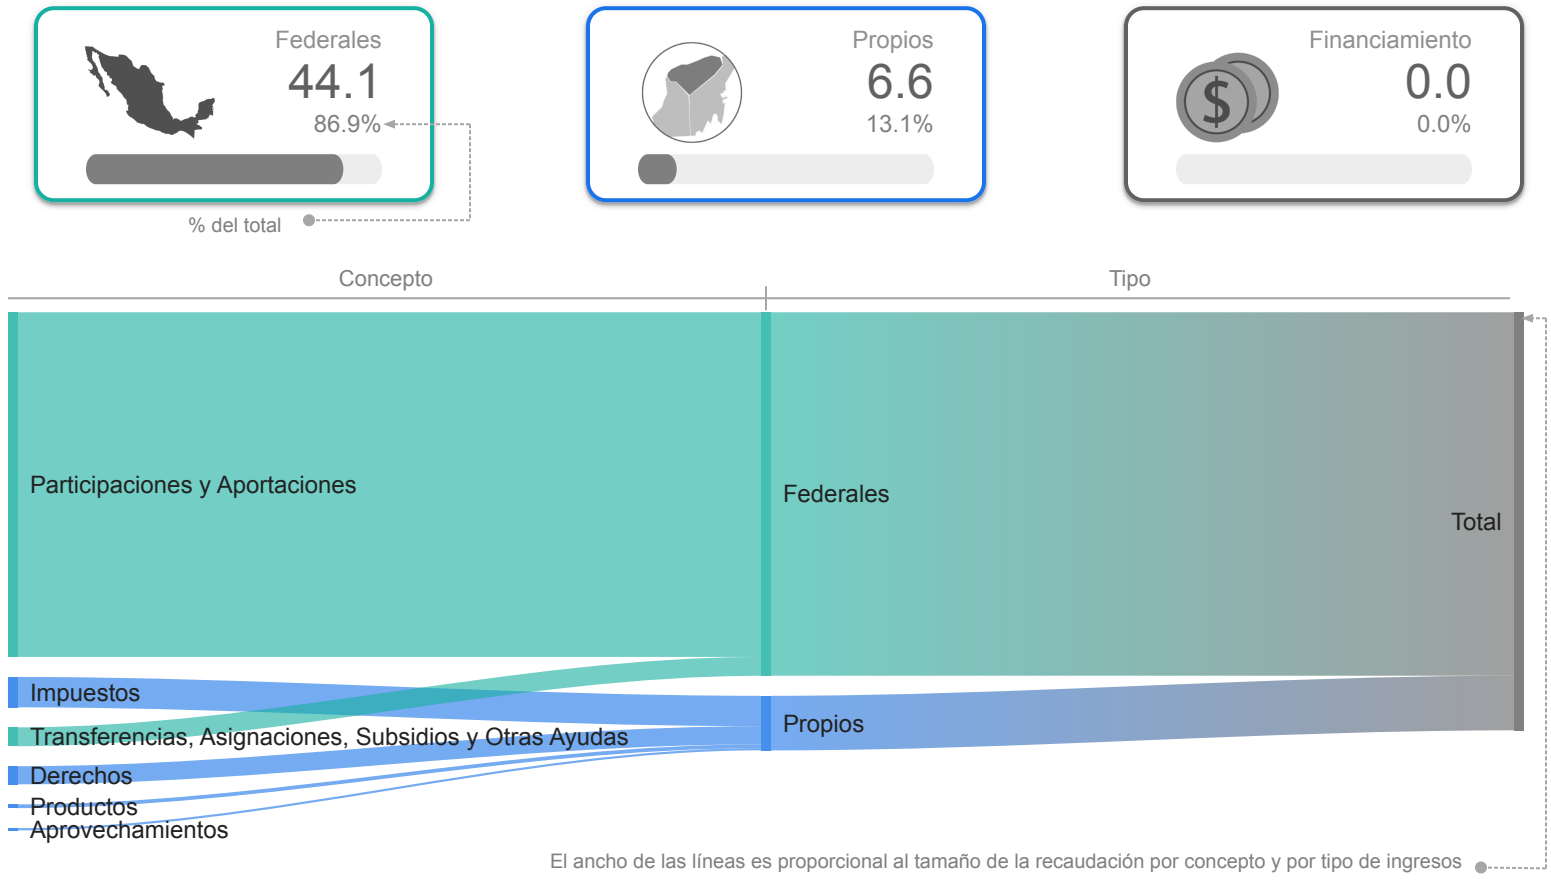 Federales
44.1
86.9%
% del total
Propios
6.6
13.1%
$
Financiamiento
0.0
0.0%
Concepto
Tipo
Participaciones y Aportaciones
Federales
Total
Impuestos
Propios
Transferencias, Asignaciones, Subsidios y Otras Ayudas
Derechos
Productos
Aprovechamientos
El ancho de las líneas es proporcional al tamaño de la recaudación por concepto y por tipo de ingresos